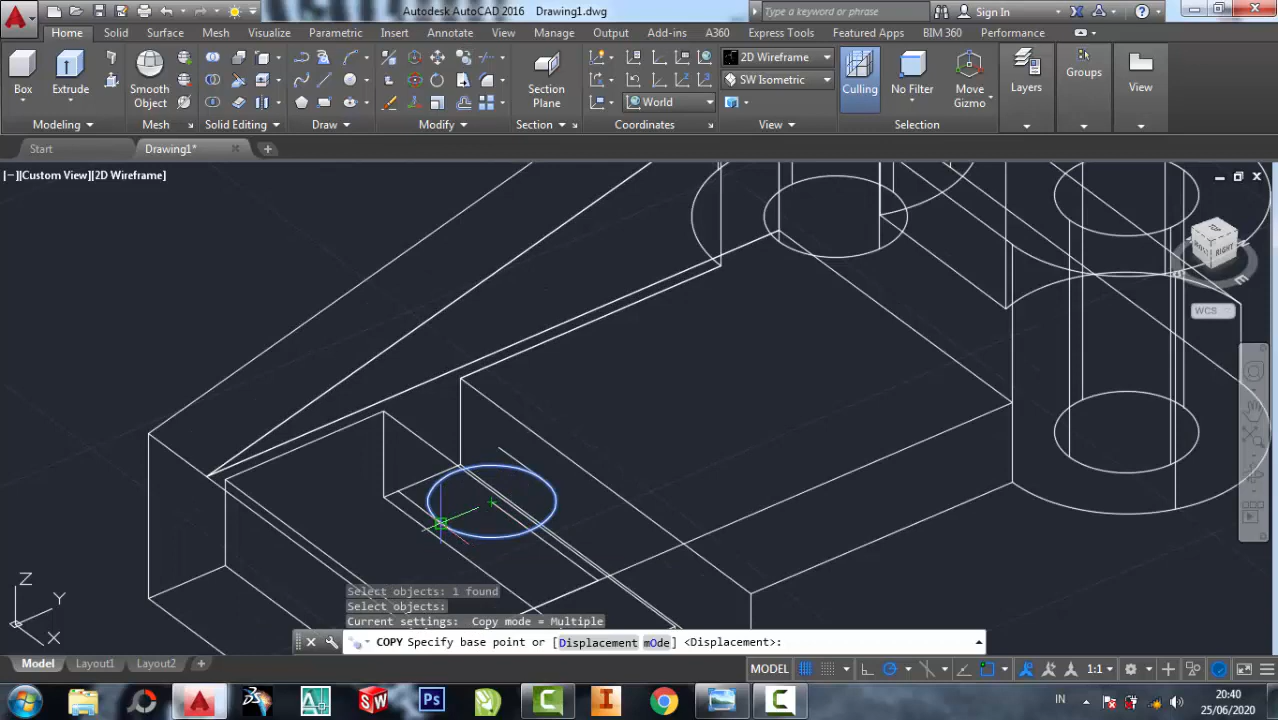 Autodesk AutoCAD 2016 Drawing1.dwg
Type a keyword or phrase
Sign In
Home Solid Surface Mesh Visualize Parametric Insert Annotate View Manage Output Add-ins A360 Express Tools Featured Apps BIM 360 Performance
Box Extrude Smooth Object Section Plane 2D Wireframe SW Isometric World Culling No Filter Move Gizmo Layers Groups View
Modeling Mesh Solid Editing Draw Modify Section Coordinates View Selection
Start Drawing1*
[−][Custom View][2D Wireframe]
RIGHT
WCS
Z
Y
X
Select objects: 1 found
Select objects:
Current settings: Copy mode = Multiple
COPY Specify base point or [Displacement mOde] <Displacement>:
Model Layout1 Layout2
MODEL 1:1
Ps
IN 20:40
25/06/2020